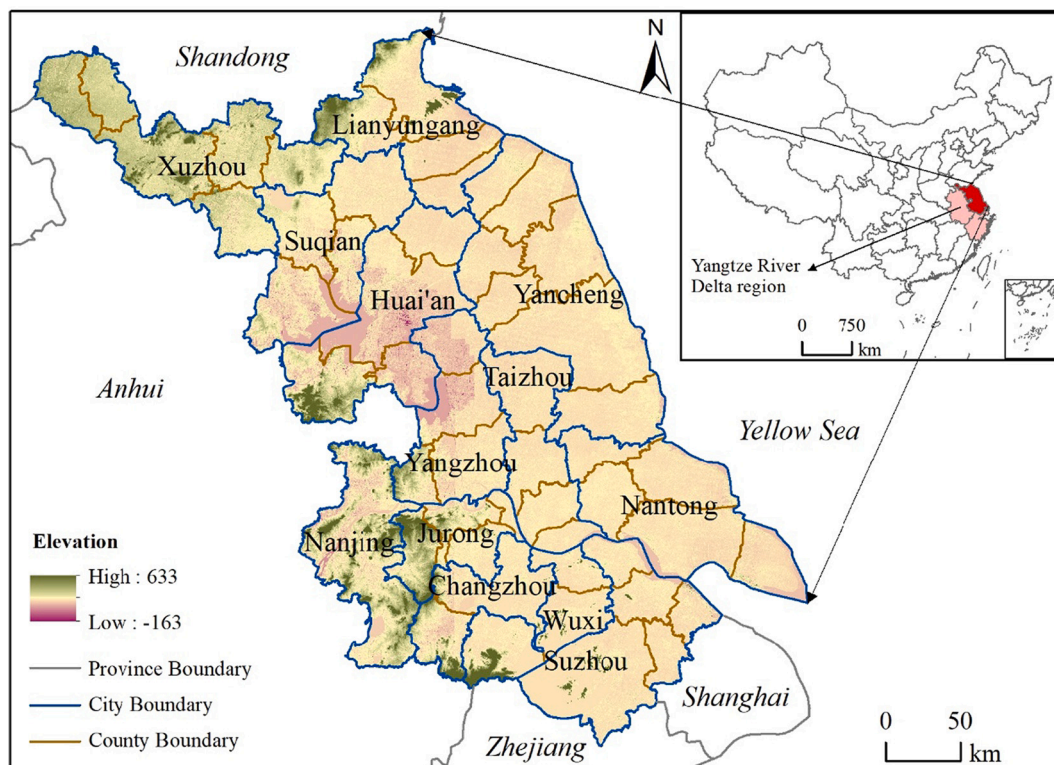 Shandong
N
Lianyungang
Xuzhou
Suqian
Huai'an
Yancheng
Anhui
Taizhou
Yellow Sea
Yangzhou
Nantong
Nanjing
Jurong
Changzhou
Wuxi
Suzhou
Shanghai
Zhejiang
Yangtze River
Delta region
0 750
km
Elevation
High : 633
Low : -163
Province Boundary
City Boundary
County Boundary
0 50
km